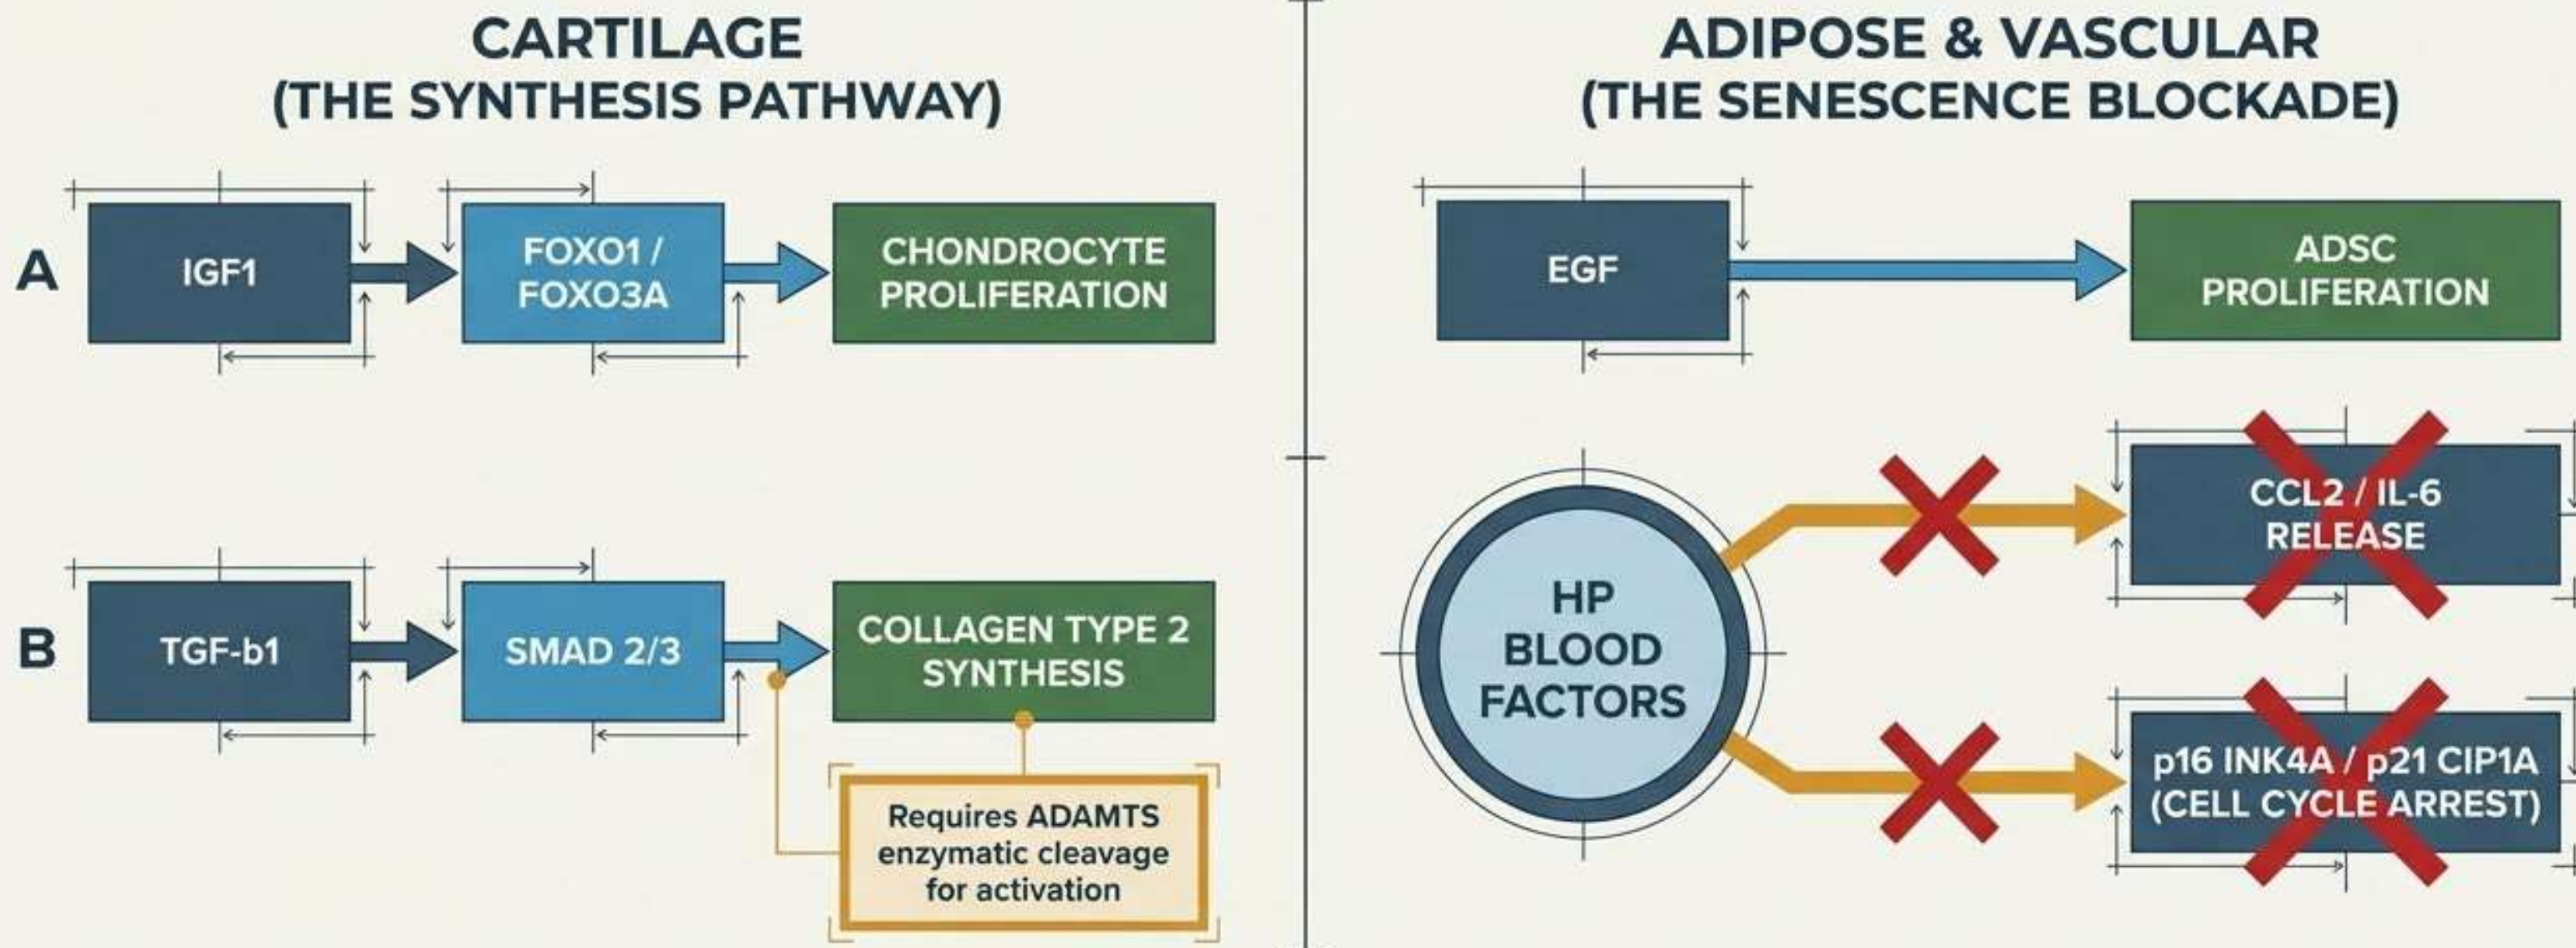 CARTILAGE
(THE SYNTHESIS PATHWAY)
A
IGF1
FOXO1 /
FOXO3A
CHONDROCYTE
PROLIFERATION
B
TGF-b1
SMAD 2/3
COLLAGEN TYPE 2
SYNTHESIS
Requires ADAMTS
enzymatic cleavage
for activation
ADIPOSE & VASCULAR
(THE SENESCENCE BLOCKADE)
EGF
ADSC
PROLIFERATION
HP
BLOOD
FACTORS
CCL2 / IL-6
RELEASE
p16 INK4A / p21 CIP1A
(CELL CYCLE ARREST)